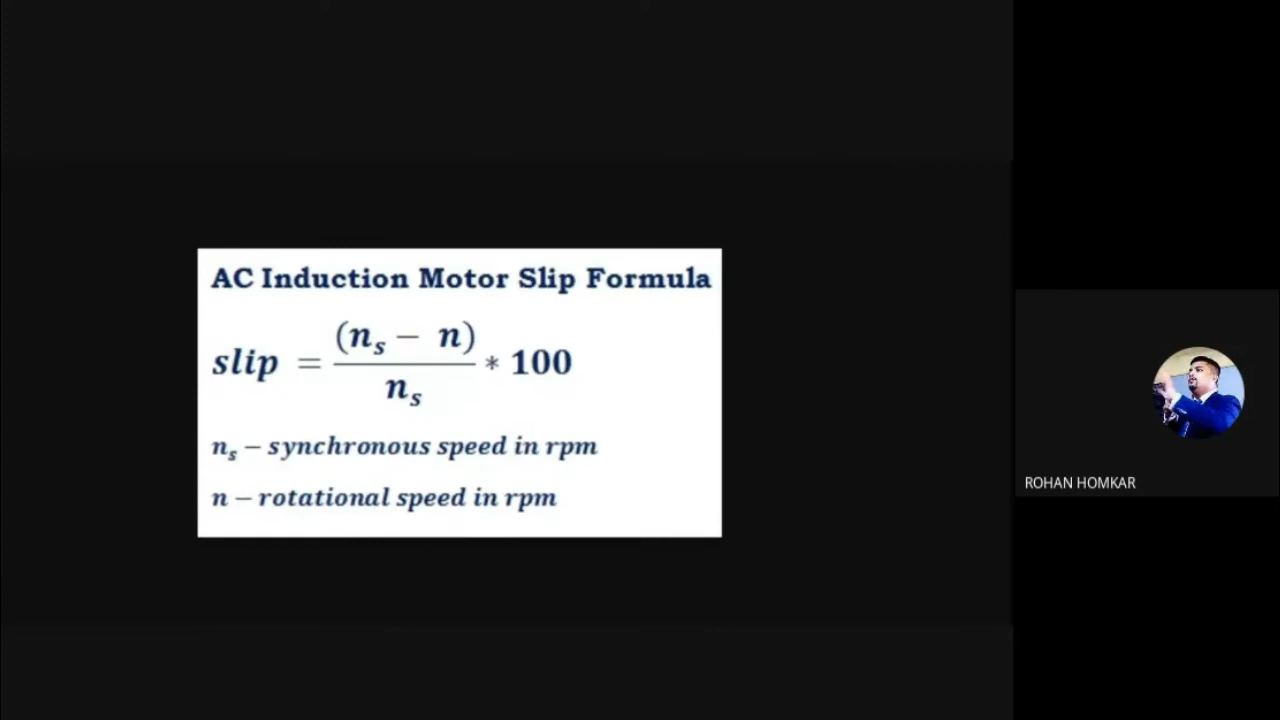 AC Induction Motor Slip Formula
slip = (nₛ − n) / nₛ * 100
nₛ − synchronous speed in rpm
n − rotational speed in rpm
ROHAN HOMKAR